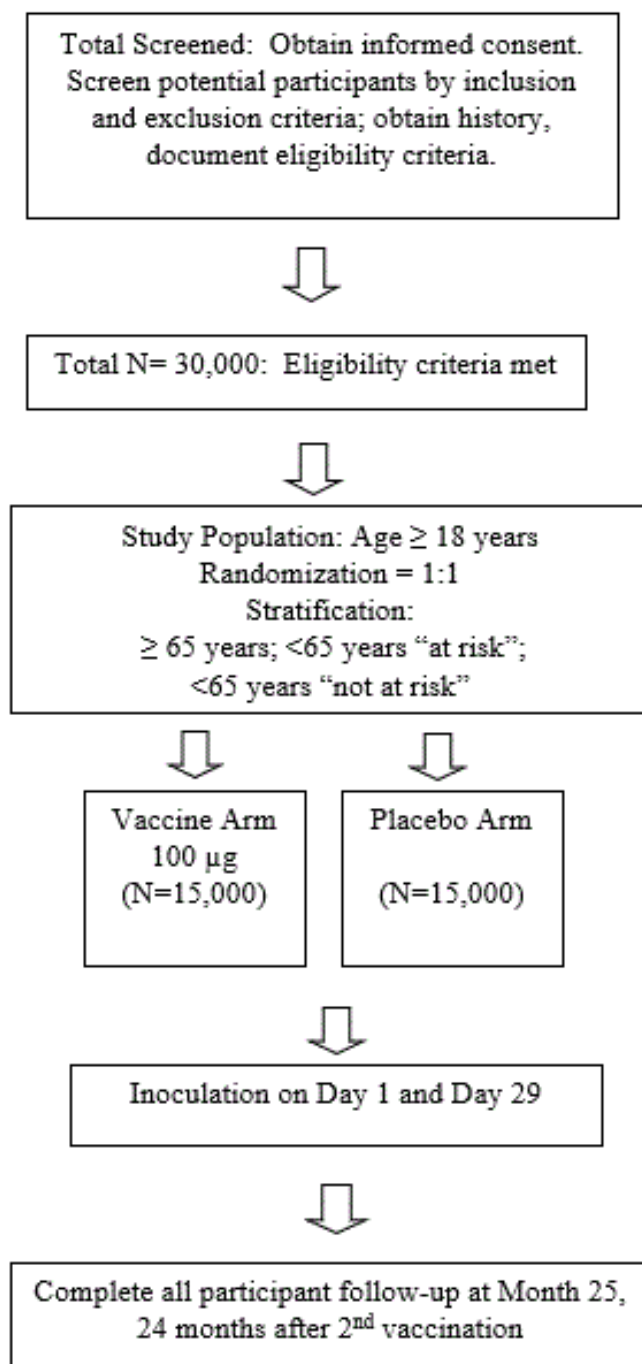 Total Screened:  Obtain informed consent.
Screen potential participants by inclusion
and exclusion criteria; obtain history,
document eligibility criteria.
Total N= 30,000:  Eligibility criteria met
Study Population: Age ≥ 18 years
Randomization = 1:1
Stratification:
≥ 65 years; <65 years “at risk”;
<65 years “not at risk”
Vaccine Arm
100 µg
(N=15,000)
Placebo Arm
(N=15,000)
Inoculation on Day 1 and Day 29
Complete all participant follow-up at Month 25,
24 months after 2nd vaccination